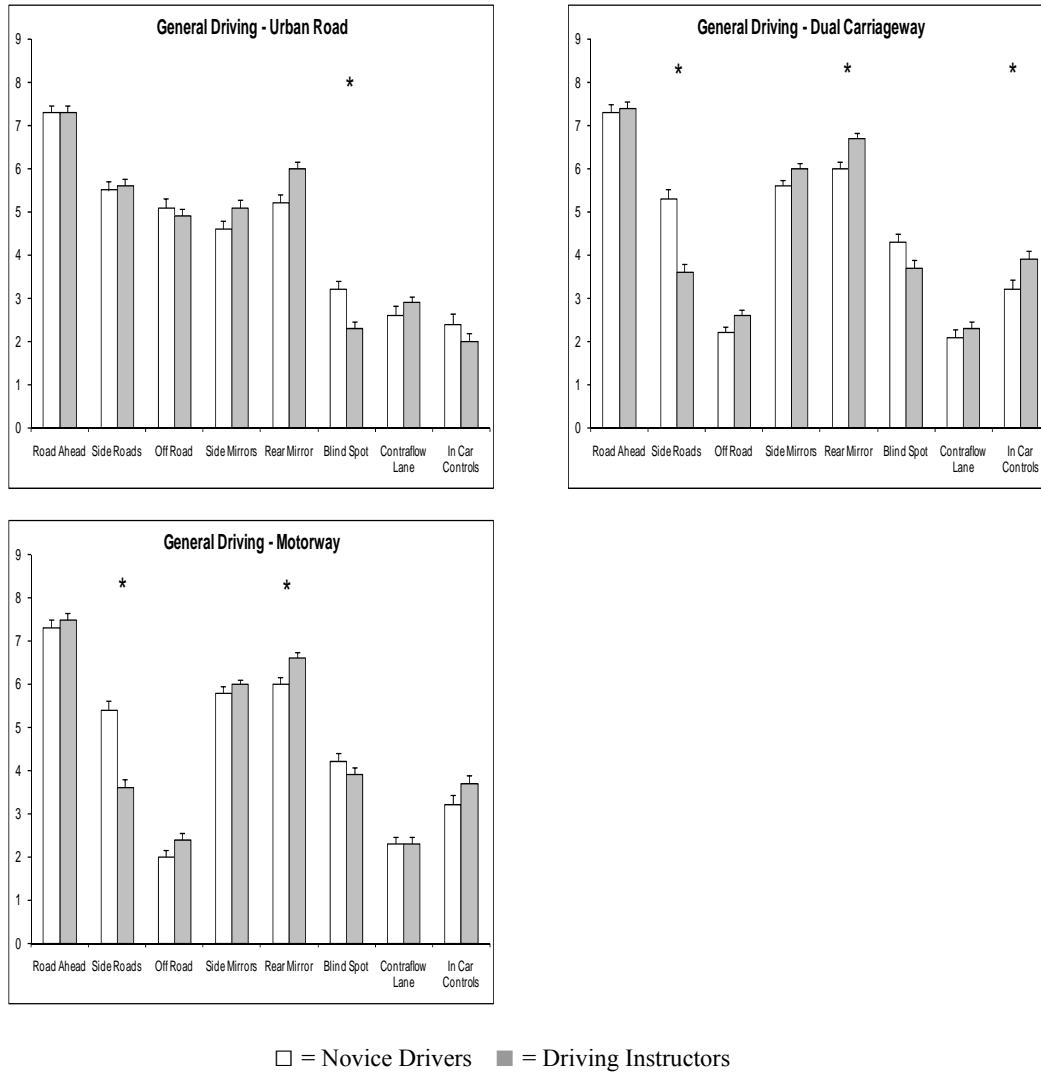 General Driving - Urban Road
*
9
8
7
6
5
4
3
2
1
0
Road Ahead Side Roads Off Road Side Mirrors Rear Mirror Blind Spot Contraflow In Car
Lane Controls
General Driving - Dual Carriageway
* * *
9
8
7
6
5
4
3
2
1
0
Road Ahead Side Roads Off Road Side Mirrors Rear Mirror Blind Spot Contraflow In Car
Lane Controls
General Driving - Motorway
* *
9
8
7
6
5
4
3
2
1
0
Road Ahead Side Roads Off Road Side Mirrors Rear Mirror Blind Spot Contraflow In Car
Lane Controls
□ = Novice Drivers ■ = Driving Instructors